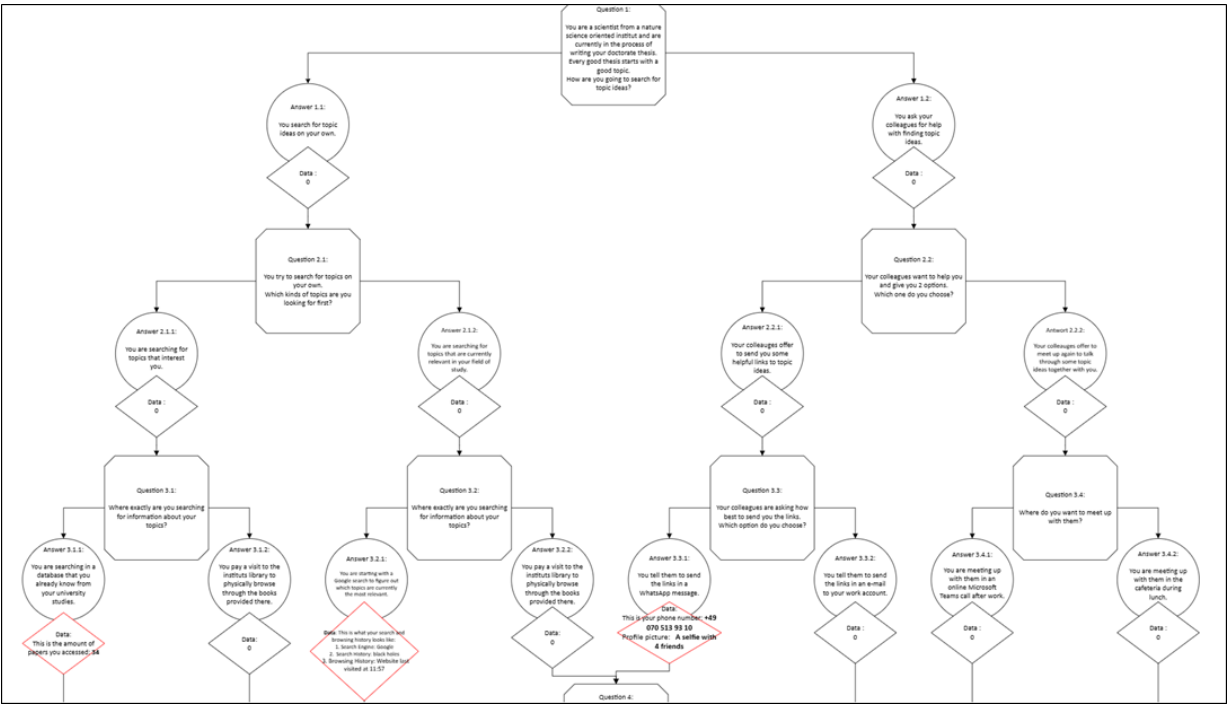 Question 1:
You are a scientist from a nature
science oriented institut and are
currently in the process of
writing your doctorate thesis.
Every good thesis starts with a
good topic.
How are you going to search for
topic ideas?
Answer 1.1:
You search for topic
ideas on your own.
Data :
0
Answer 1.2:
You ask your
colleagues for help
with finding topic
ideas.
Data :
0
Question 2.1:
You try to search for topics on
your own.
Which kinds of topics are you
looking for first?
Question 2.2:
Your colleagues want to help you
and give you 2 options.
Which one do you choose?
Answer 2.1.1:
You are searching for
topics that interest
you.
Data :
0
Answer 2.1.2:
You are searching for
topics that are currently
relevant in your field of
study.
Data :
0
Answer 2.2.1:
Your colleauges offer
to send you some
helpful links to topic
ideas.
Data :
0
Antwort 2.2.2:
Your colleauges offer to
meet up again to talk
through some topic
ideas together with you.
Data :
0
Question 3.1:
Where exactly are you searching
for information about your
topics?
Question 3.2:
Where exactly are you searching
for information about your
topics?
Question 3.3:
Your colleagues are asking how
best to send you the links.
Which option do you choose?
Question 3.4:
Where do you want to meet up
with them?
Answer 3.1.1:
You are searching in a
database that you
already know from
your university
studies.
Data:
This is the amount of
papers you accessed: 34
Answer 3.1.2:
You pay a visit to the
instituts library to
physically browse
through the books
provided there.
Data:
0
Answer 3.2.1:
You are starting with a
Google search to figure out
which topics are currently
the most relevant.
Data: This is what your search and
browsing history looks like:
1. Search Engine: Google
2. Search History: black holes
3. Browsing History: Website last
visited at 11:57
Answer 3.2.2:
You pay a visit to the
instituts library to
physically browse
through the books
provided there.
Data:
0
Answer 3.3.1:
You tell them to send
the links in a
WhatsApp message.
Data:
This is your phone number: +49
070 513 93 10
Profile picture: A selfie with
4 friends
Answer 3.3.2:
You tell them to send
the links in an e-mail
to your work account.
Data:
0
Answer 3.4.1:
You are meeting up
with them in an
online Microsoft
Teams call after work.
Data:
0
Answer 3.4.2:
You are meeting up
with them in the
cafeteria during
lunch.
Data:
0
Question 4: